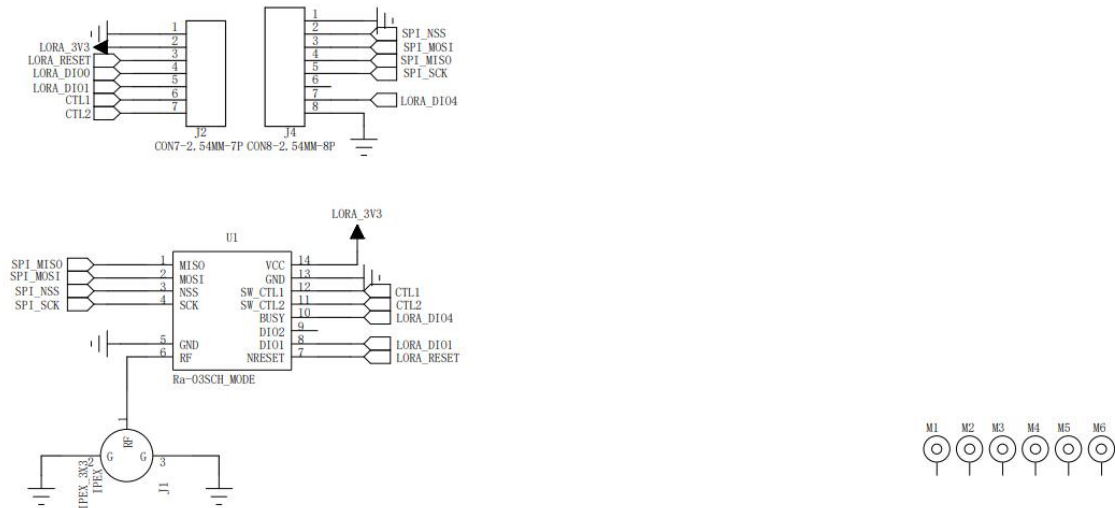 1
LORA_3V3 2
LORA_RESET 3
LORA_DIO0 4
LORA_DIO1 5
CTL1 6
CTL2 7
J2
CON7-2.54MM-7P
1
2 SPI_NSS
3 SPI_MOSI
4 SPI_MISO
5 SPI_SCK
6
7 LORA_DIO4
8
J4
CON8-2.54MM-8P
LORA_3V3
U1
SPI_MISO 1 MISO VCC 14
SPI_MOSI 2 MOSI GND 13
SPI_NSS 3 NSS SW_CTL1 12 CTL1
SPI_SCK 4 SCK SW_CTL2 11 CTL2
BUSY 10 LORA_DIO4
DIO2 9
5 GND DIO1 8 LORA_DIO1
6 RF NRESET 7 LORA_RESET
Ra-03SCH_MODE
1
RF
2 G G 3
IPEX_3X3
IPEX
J1
M1 M2 M3 M4 M5 M6